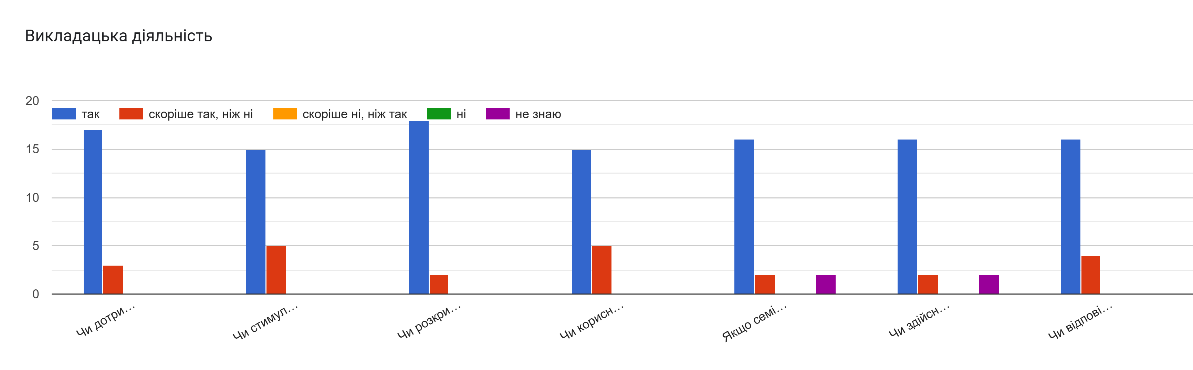 Викладацька діяльність
20
так скоріше так, ніж ні скоріше ні, ніж так ні не знаю
15
10
5
0
Чи дотри... Чи стимул... Чи розкри... Чи корисн... Якщо семі... Чи здійсн... Чи відпові...